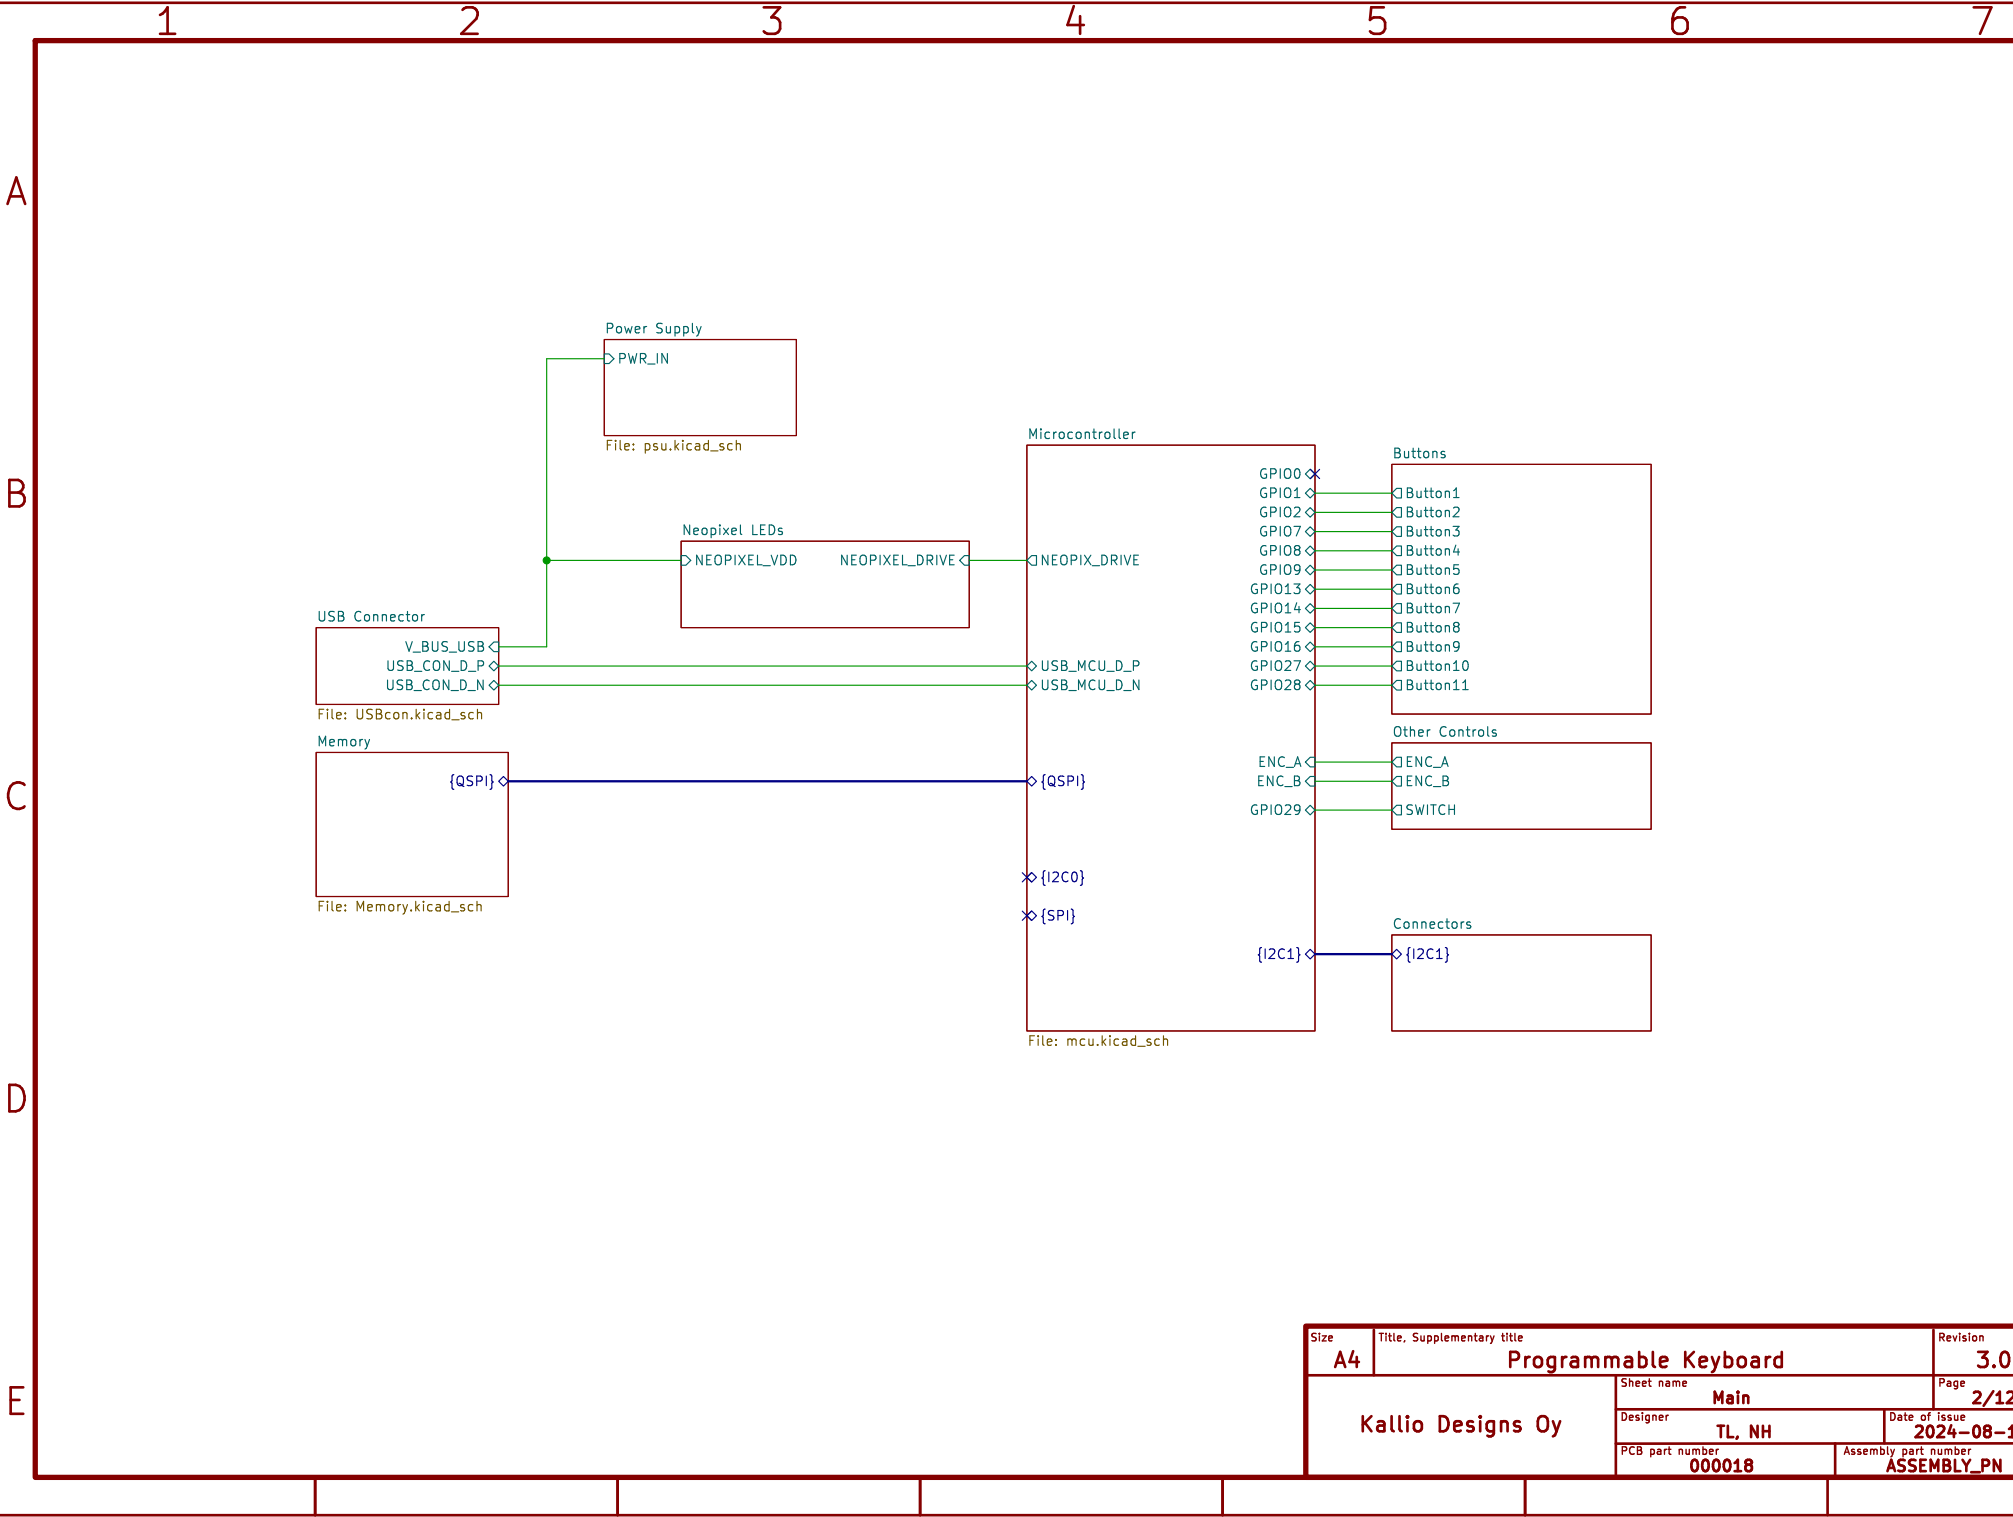 1 2 3 4 5 6 7
A
B
C
D
E
Power Supply
PWR_IN
File: psu.kicad_sch
Neopixel LEDs
NEOPIXEL_VDD NEOPIXEL_DRIVE
USB Connector
V_BUS_USB
USB_CON_D_P
USB_CON_D_N
File: USBcon.kicad_sch
Memory
{QSPI}
File: Memory.kicad_sch
Microcontroller
NEOPIX_DRIVE
USB_MCU_D_P
USB_MCU_D_N
{QSPI}
{I2C0}
{SPI}
GPIO0
GPIO1
GPIO2
GPIO7
GPIO8
GPIO9
GPIO13
GPIO14
GPIO15
GPIO16
GPIO27
GPIO28
ENC_A
ENC_B
GPIO29
{I2C1}
File: mcu.kicad_sch
Buttons
Button1
Button2
Button3
Button4
Button5
Button6
Button7
Button8
Button9
Button10
Button11
Other Controls
ENC_A
ENC_B
SWITCH
Connectors
{I2C1}
Size
A4
Title, Supplementary title
Programmable Keyboard
Revision
3.0
Kallio Designs Oy
Sheet name
Main
Page
2/12
Designer
TL, NH
Date of issue
2024-08-1
PCB part number
000018
Assembly part number
ASSEMBLY_PN